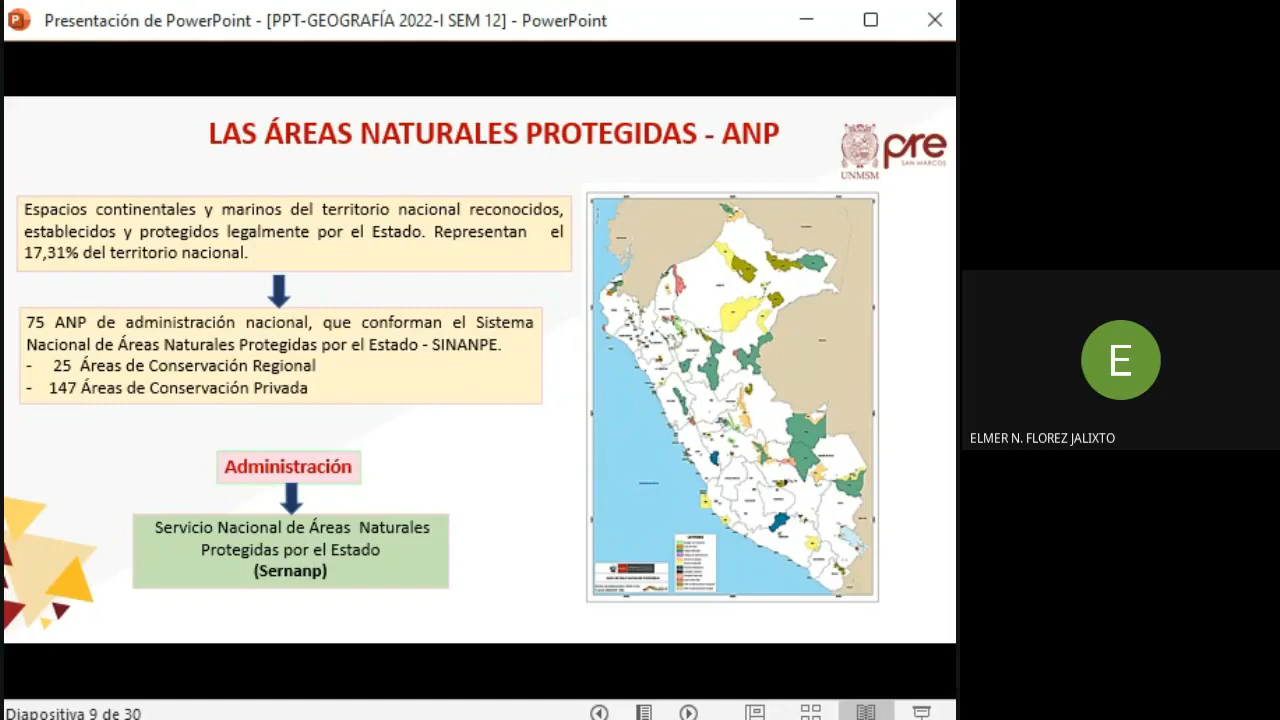 Presentación de PowerPoint - [PPT-GEOGRAFÍA 2022-I SEM 12] - PowerPoint
LAS ÁREAS NATURALES PROTEGIDAS - ANP
UNMSM
pre
SAN MARCOS
Espacios continentales y marinos del territorio nacional reconocidos,
establecidos y protegidos legalmente por el Estado. Representan el
17,31% del territorio nacional.
75 ANP de administración nacional, que conforman el Sistema
Nacional de Áreas Naturales Protegidas por el Estado - SINANPE.
- 25 Áreas de Conservación Regional
- 147 Áreas de Conservación Privada
Administración
Servicio Nacional de Áreas Naturales
Protegidas por el Estado
(Sernanp)
E
ELMER N. FLOREZ JALIXTO
Diapositiva 9 de 30